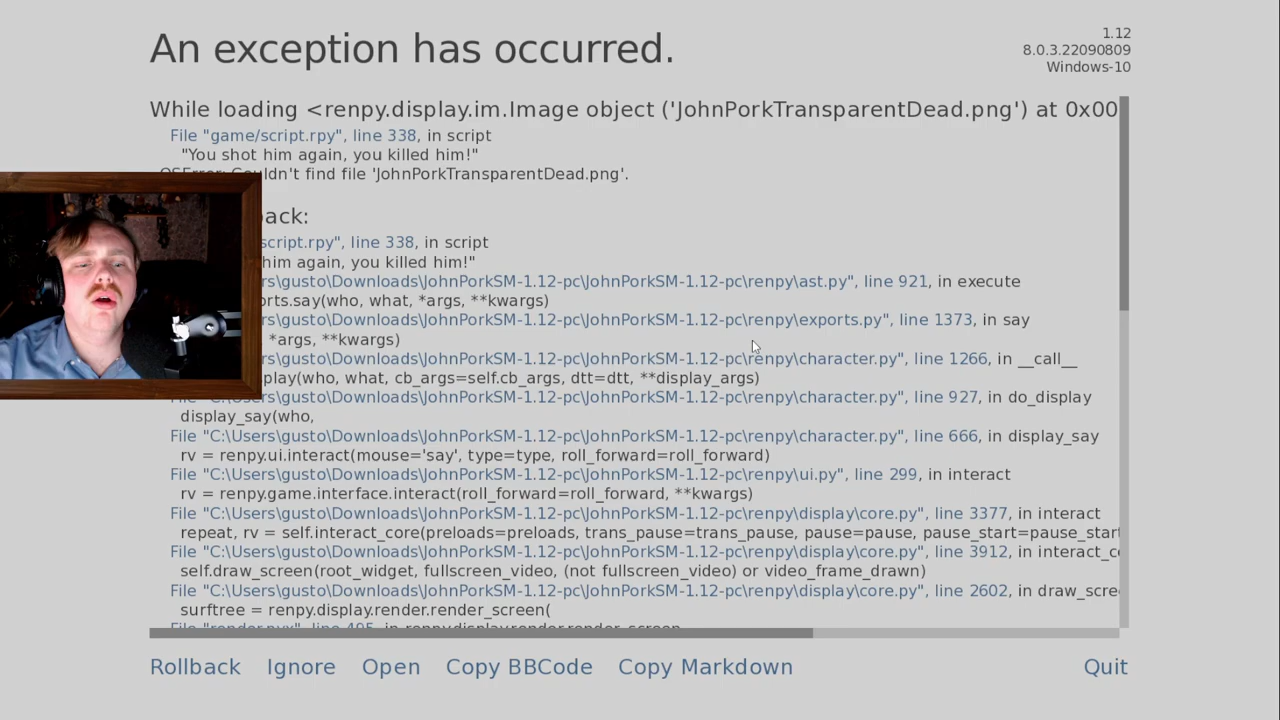 An exception has occurred.
1.12
8.0.3.22090809
Windows-10
While loading <renpy.display.im.Image object ('JohnPorkTransparentDead.png') at 0x00
File "game/script.rpy", line 338, in script
"You shot him again, you killed him!"
OSError: Couldn't find file 'JohnPorkTransparentDead.png'.
back:
script.rpy", line 338, in script
him again, you killed him!"
rs\gusto\Downloads\JohnPorkSM-1.12-pc\JohnPorkSM-1.12-pc\renpy\ast.py", line 921, in execute
orts.say(who, what, *args, **kwargs)
rs\gusto\Downloads\JohnPorkSM-1.12-pc\JohnPorkSM-1.12-pc\renpy\exports.py", line 1373, in say
*args, **kwargs)
rs\gusto\Downloads\JohnPorkSM-1.12-pc\JohnPorkSM-1.12-pc\renpy\character.py", line 1266, in __call__
play(who, what, cb_args=self.cb_args, dtt=dtt, **display_args)
File "C:\Users\gusto\Downloads\JohnPorkSM-1.12-pc\JohnPorkSM-1.12-pc\renpy\character.py", line 927, in do_display
display_say(who,
File "C:\Users\gusto\Downloads\JohnPorkSM-1.12-pc\JohnPorkSM-1.12-pc\renpy\character.py", line 666, in display_say
rv = renpy.ui.interact(mouse='say', type=type, roll_forward=roll_forward)
File "C:\Users\gusto\Downloads\JohnPorkSM-1.12-pc\JohnPorkSM-1.12-pc\renpy\ui.py", line 299, in interact
rv = renpy.game.interface.interact(roll_forward=roll_forward, **kwargs)
File "C:\Users\gusto\Downloads\JohnPorkSM-1.12-pc\JohnPorkSM-1.12-pc\renpy\display\core.py", line 3377, in interact
repeat, rv = self.interact_core(preloads=preloads, trans_pause=trans_pause, pause=pause, pause_start=pause_start
File "C:\Users\gusto\Downloads\JohnPorkSM-1.12-pc\JohnPorkSM-1.12-pc\renpy\display\core.py", line 3912, in interact_co
self.draw_screen(root_widget, fullscreen_video, (not fullscreen_video) or video_frame_drawn)
File "C:\Users\gusto\Downloads\JohnPorkSM-1.12-pc\JohnPorkSM-1.12-pc\renpy\display\core.py", line 2602, in draw_scree
surftree = renpy.display.render.render_screen(
File "render.pyx", line 495, in renpy.display.render.render_screen
Rollback Ignore Open Copy BBCode Copy Markdown Quit